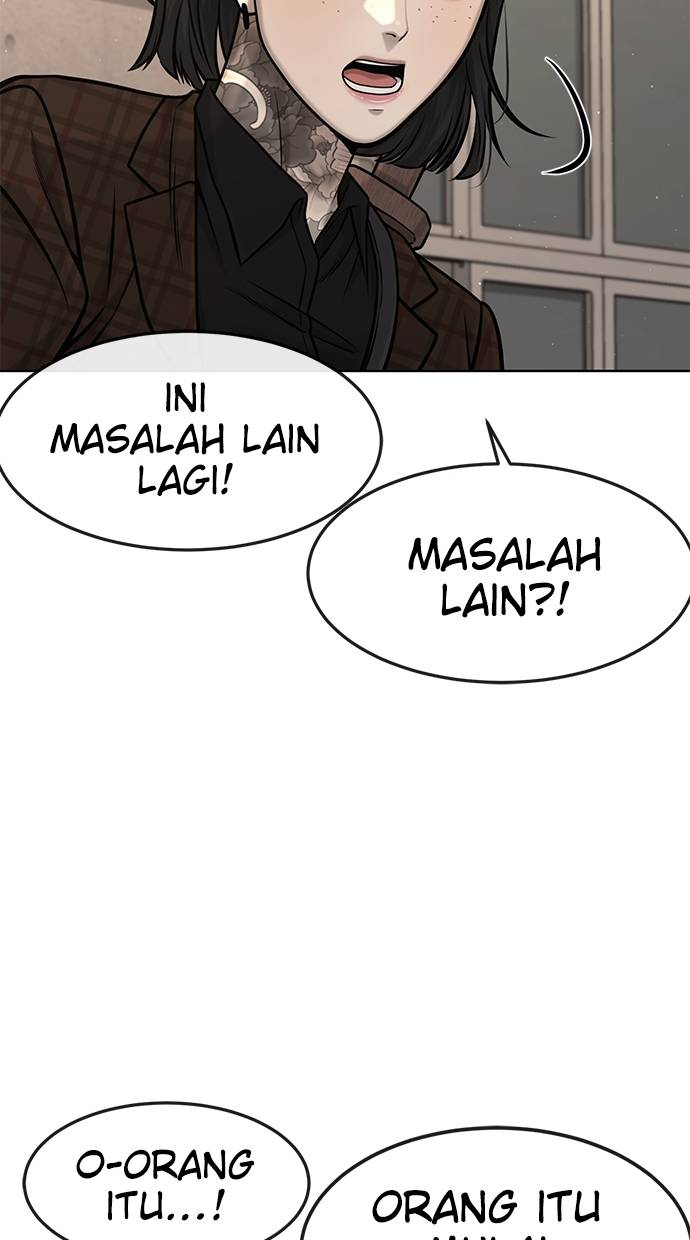 INI
MASALAH LAIN
LAGI!
MASALAH
LAIN?!
O-ORANG
ITU...!
ORANG ITU